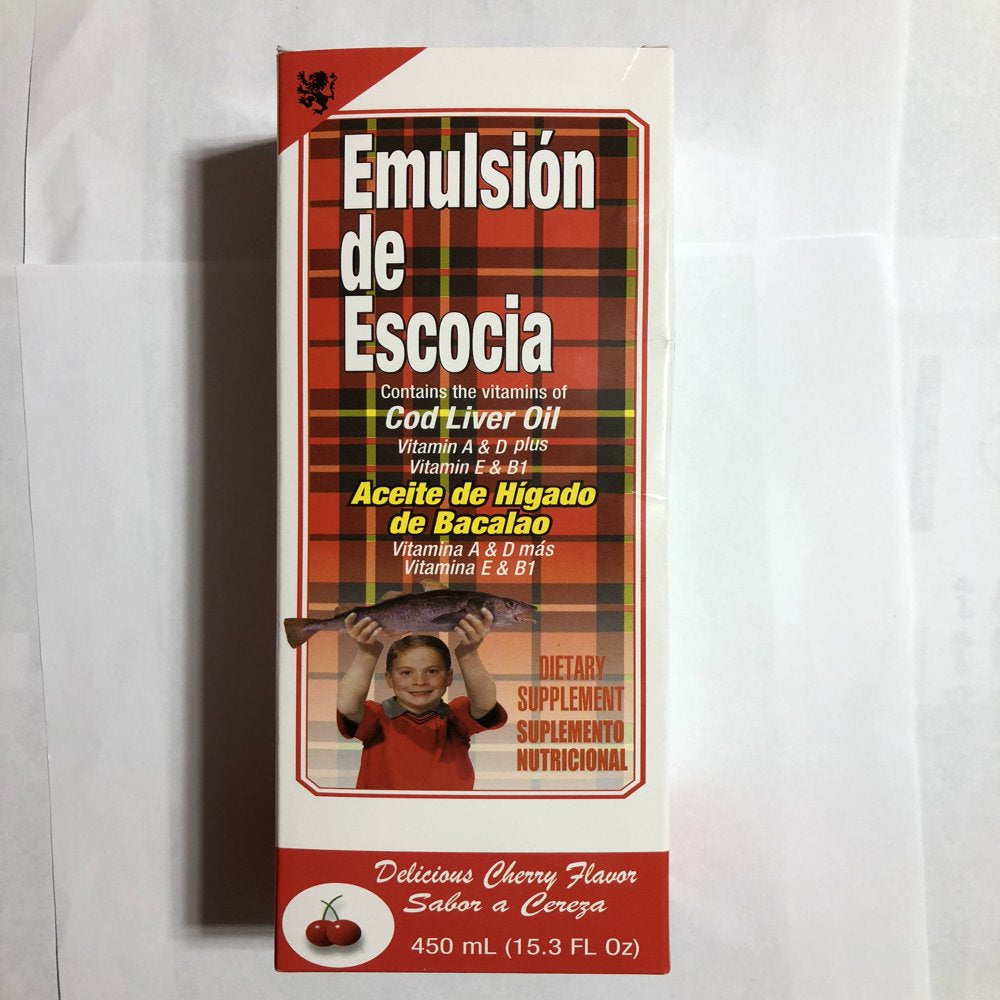 Emulsión
de
Escocia
Contains the vitamins of
Cod Liver Oil
Vitamin A & D plus
Vitamin E & B1
Aceite de Hígado
de Bacalao
Vitamina A & D más
Vitamina E & B1
DIETARY
SUPPLEMENT
SUPLEMENTO
NUTRICIONAL
Delicious Cherry Flavor
Sabor a Cereza
450 mL (15.3 FL Oz)